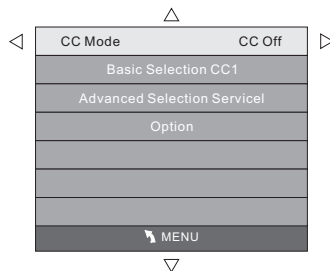 CC Mode CC Off
Basic Selection CC1
Advanced Selection Servicel
Option
MENU